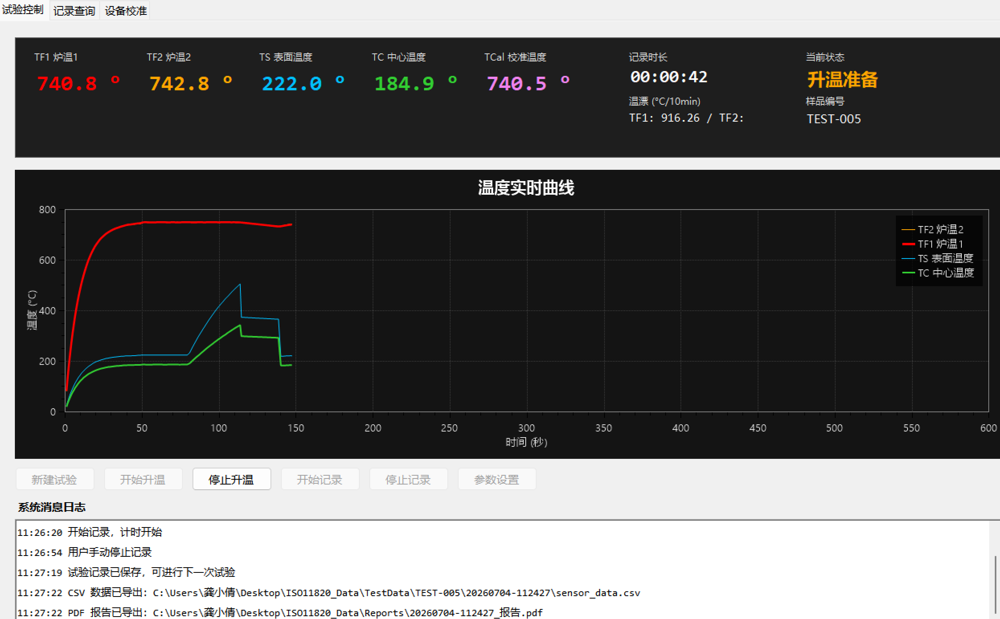 试验控制 记录查询 设备校准
TF1 炉温1 TF2 炉温2 TS 表面温度 TC 中心温度 TCal 校准温度 记录时长 当前状态
740.8 ° 742.8 ° 222.0 ° 184.9 ° 740.5 ° 00:00:42 升温准备
温漂 (°C/10min) 样品编号
TF1: 916.26 / TF2: TEST-005
温度实时曲线
800
600
400
200
0
温度 (°C)
TF2 炉温2
TF1 炉温1
TS 表面温度
TC 中心温度
0 50 100 150 200 250 300 350 400 450 500 550 600
时间 (秒)
新建试验 开始升温 停止升温 开始记录 停止记录 参数设置
系统消息日志
11:26:20 开始记录，计时开始
11:26:54 用户手动停止记录
11:27:19 试验记录已保存，可进行下一次试验
11:27:22 CSV 数据已导出：C:\Users\龚小倩\Desktop\ISO11820_Data\TestData\TEST-005\20260704-112427\sensor_data.csv
11:27:22 PDF 报告已导出：C:\Users\龚小倩\Desktop\ISO11820_Data\Reports\20260704-112427_报告.pdf